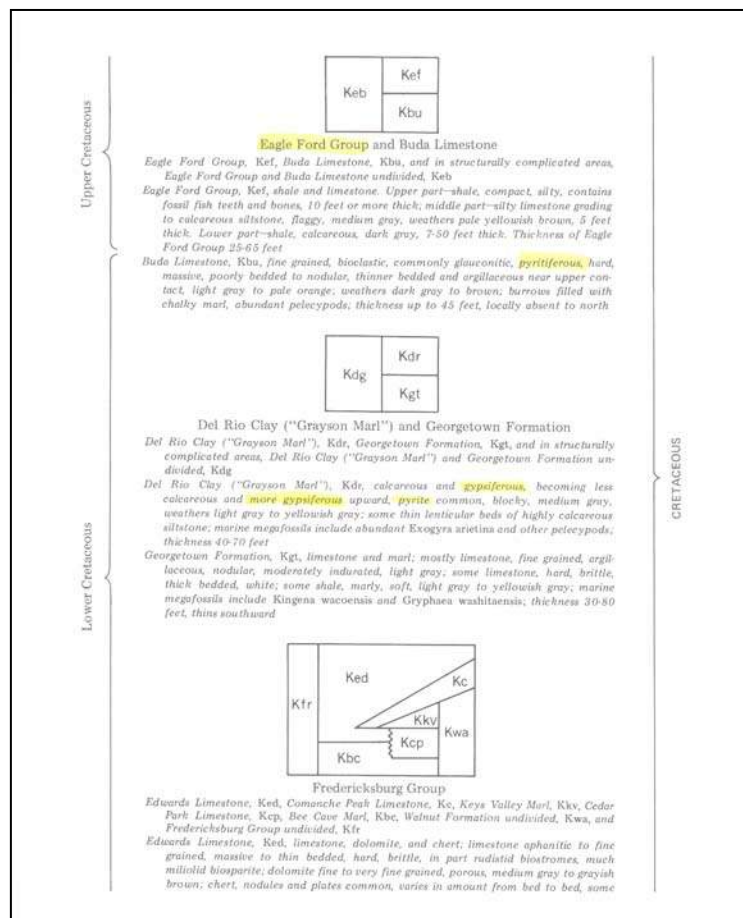 Keb
Kef
Kbu
Eagle Ford Group and Buda Limestone
Eagle Ford Group, Kef, Buda Limestone, Kbu, and in structurally complicated areas,
Eagle Ford Group and Buda Limestone undivided, Keb
Eagle Ford Group, Kef, shale and limestone. Upper part—shale, compact, silty, contains
fossil fish teeth and bones, 10 feet or more thick; middle part—silty limestone grading
to calcareous siltstone, flaggy, medium gray, weathers pale yellowish brown, 5 feet
thick. Lower part—shale, calcareous, dark gray, 7-50 feet thick. Thickness of Eagle
Ford Group 25-65 feet
Upper Cretaceous
Buda Limestone, Kbu, fine grained, bioclastic, commonly glauconitic, pyritiferous, hard,
massive, poorly bedded to nodular, thinner bedded and argillaceous near upper con-
tact, light gray to pale orange; weathers dark gray to brown; burrows filled with
chalky marl, abundant pelecypods; thickness up to 45 feet, locally absent to north
Kdg
Kdr
Kgt
Del Rio Clay ("Grayson Marl") and Georgetown Formation
Del Rio Clay ("Grayson Marl"), Kdr, Georgetown Formation, Kgt, and in structurally
complicated areas, Del Rio Clay ("Grayson Marl") and Georgetown Formation un-
divided, Kdg
Del Rio Clay ("Grayson Marl"), Kdr, calcareous and gypsiferous, becoming less
calcareous and more gypsiferous upward, pyrite common, blocky, medium gray,
weathers light gray to yellowish gray; some thin lenticular beds of highly calcareous
siltstone; marine megafossils include abundant Exogyra arietina and other pelecypods;
thickness 40-70 feet
Georgetown Formation, Kgt, limestone and marl; mostly limestone, fine grained, argil-
laceous, nodular, moderately indurated, light gray; some limestone, hard, brittle,
thick bedded, white; some shale, marly, soft, light gray to yellowish gray; marine
megafossils include Kingena wacoensis and Gryphaea washitaensis; thickness 30-80
feet, thins southward
Lower Cretaceous
CRETACEOUS
Kfr
Ked
Kc
Kkv
Kcp
Kwa
Kbc
Fredericksburg Group
Edwards Limestone, Ked, Comanche Peak Limestone, Kc, Keys Valley Marl, Kkv, Cedar
Park Limestone, Kcp, Bee Cave Marl, Kbc, Walnut Formation undivided, Kwa, and
Fredericksburg Group undivided, Kfr
Edwards Limestone, Ked, limestone, dolomite, and chert; limestone aphanitic to fine
grained, massive to thin bedded, hard, brittle, in part rudistid biostromes, much
miliolid biosparite; dolomite fine to very fine grained, porous, medium gray to grayish
brown; chert, nodules and plates common, varies in amount from bed to bed, some